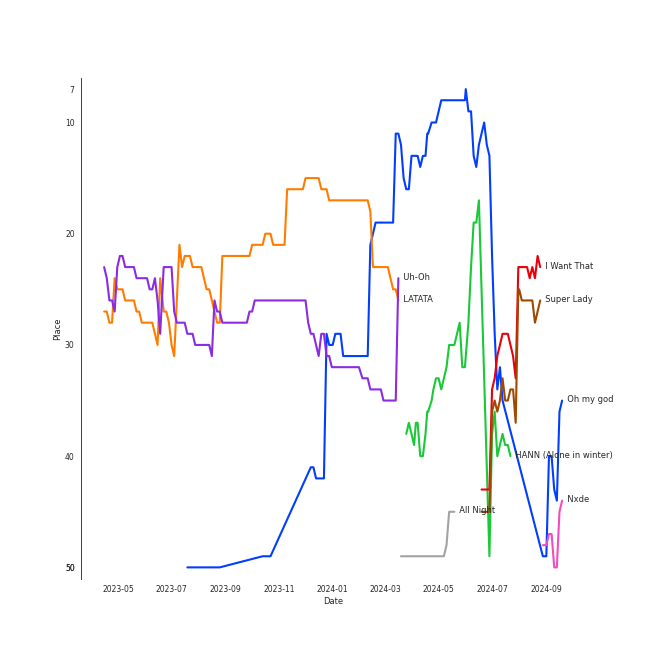 7
10
20
30
40
50
Place
I Want That
Uh-Oh
LATATA
Super Lady
Oh my god
HANN (Alone in winter)
Nxde
All Night
2023-05
2023-07
2023-09
2023-11
2024-01
2024-03
2024-05
2024-07
2024-09
Date